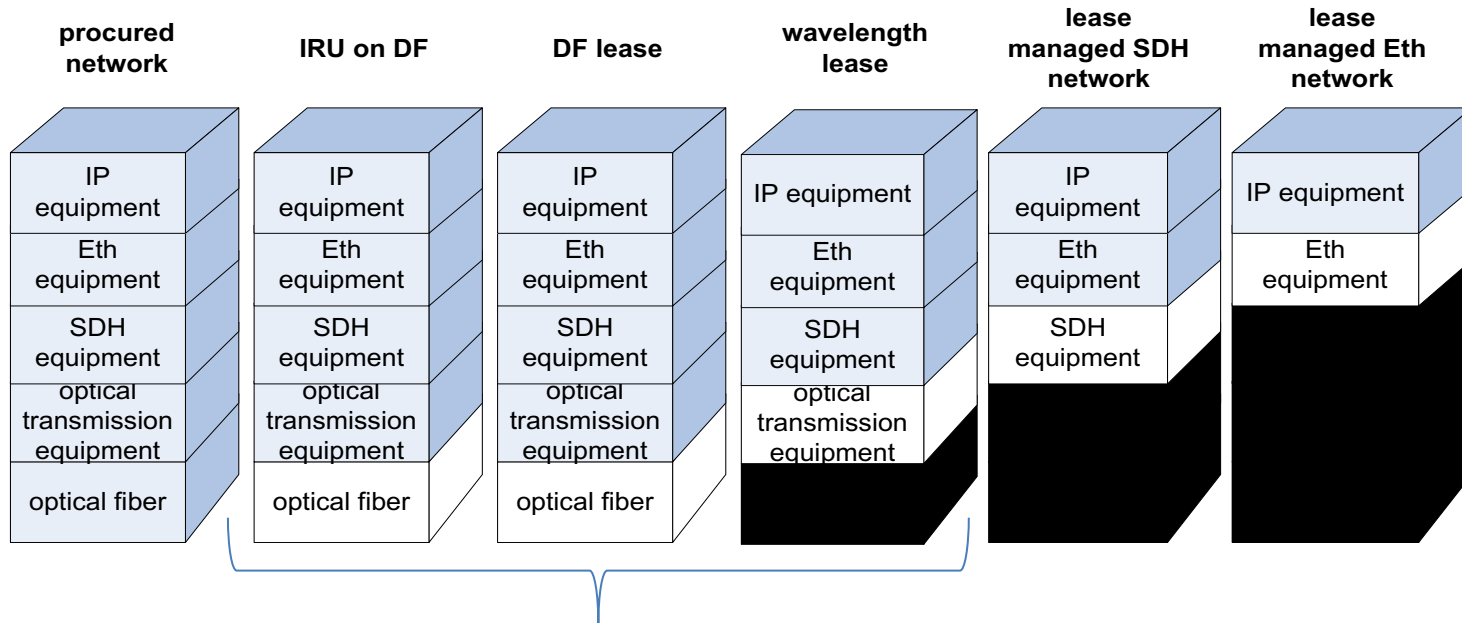 procured
network
IRU on DF
DF lease
wavelength
lease
lease
managed SDH
network
lease
managed Eth
network
IP
equipment
Eth
equipment
SDH
equipment
optical
transmission
equipment
optical fiber
IP
equipment
Eth
equipment
SDH
equipment
optical
transmission
equipment
optical fiber
IP
equipment
Eth
equipment
SDH
equipment
optical
transmission
equipment
optical fiber
IP equipment
Eth
equipment
SDH
equipment
optical
transmission
equipment
IP
equipment
Eth
equipment
SDH
equipment
IP equipment
Eth
equipment